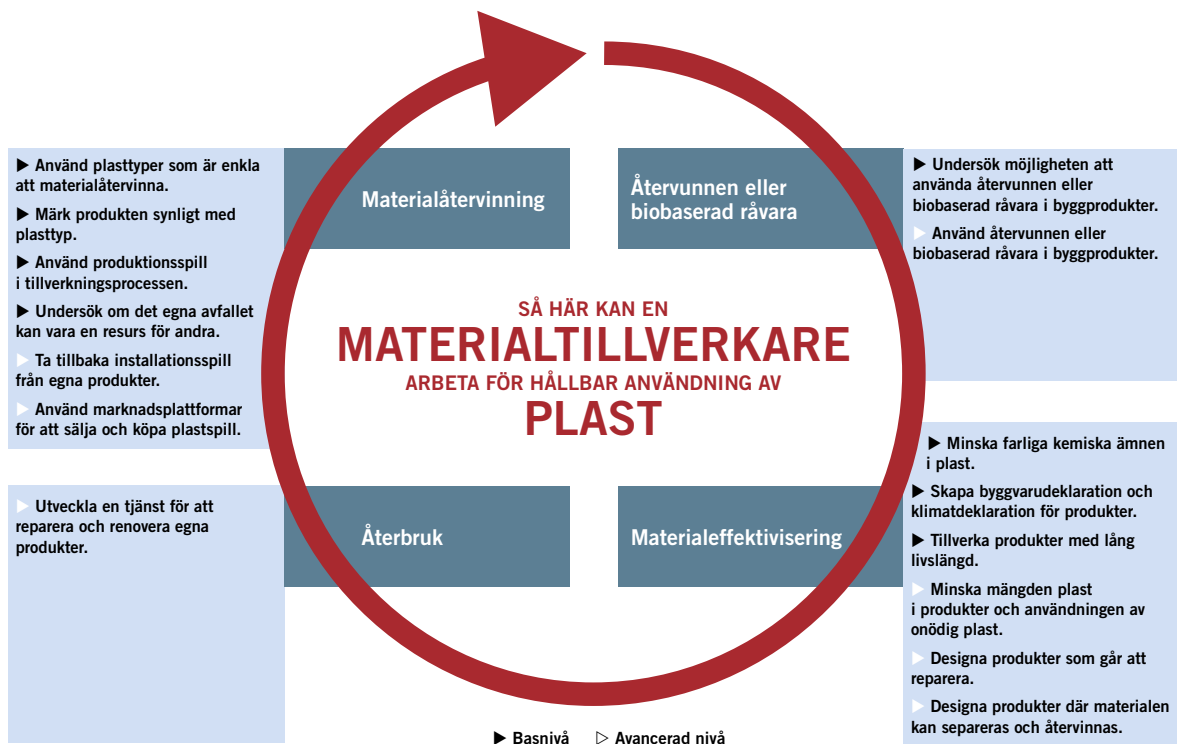 ▶ Använd plasttyper som är enkla
att materialåtervinna.
▶ Märk produkten synligt med
plasttyp.
▶ Använd produktionsspill
i tillverkningsprocessen.
▶ Undersök om det egna avfallet
kan vara en resurs för andra.
▷ Ta tillbaka installationsspill
från egna produkter.
▷ Använd marknadsplattformar
för att sälja och köpa plastspill.
Materialåtervinning
Återvunnen eller
biobaserad råvara
▶ Undersök möjligheten att
använda återvunnen eller
biobaserad råvara i byggprodukter.
▷ Använd återvunnen eller
biobaserad råvara i byggprodukter.
SÅ HÄR KAN EN
MATERIALTILLVERKARE
ARBETA FÖR HÅLLBAR ANVÄNDNING AV
PLAST
▷ Utveckla en tjänst för att
reparera och renovera egna
produkter.
Återbruk
Materialeffektivisering
▶ Minska farliga kemiska ämnen
i plast.
▶ Skapa byggvarudeklaration och
klimatdeklaration för produkter.
▶ Tillverka produkter med lång
livslängd.
▷ Minska mängden plast
i produkter och användningen av
onödig plast.
▷ Designa produkter som går att
reparera.
▷ Designa produkter där materialen
kan separeras och återvinnas.
▶ Basnivå ▷ Avancerad nivå